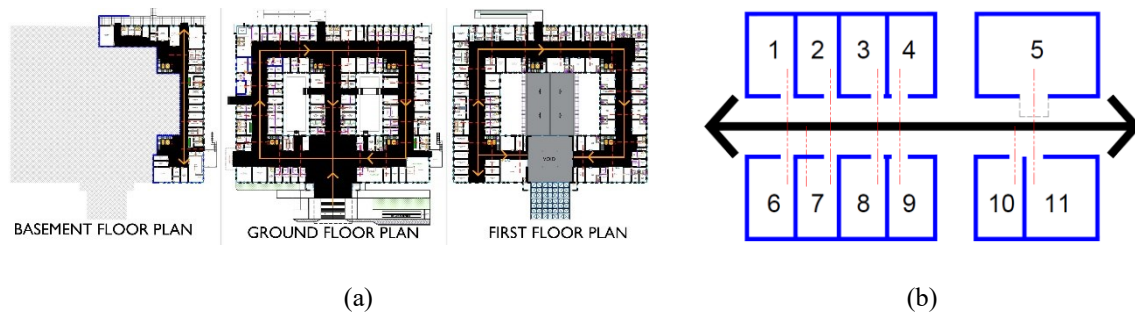 VOID
BASEMENT FLOOR PLAN
GROUND FLOOR PLAN
FIRST FLOOR PLAN
(a)
1 2 3 4 5
6 7 8 9 10 11
(b)